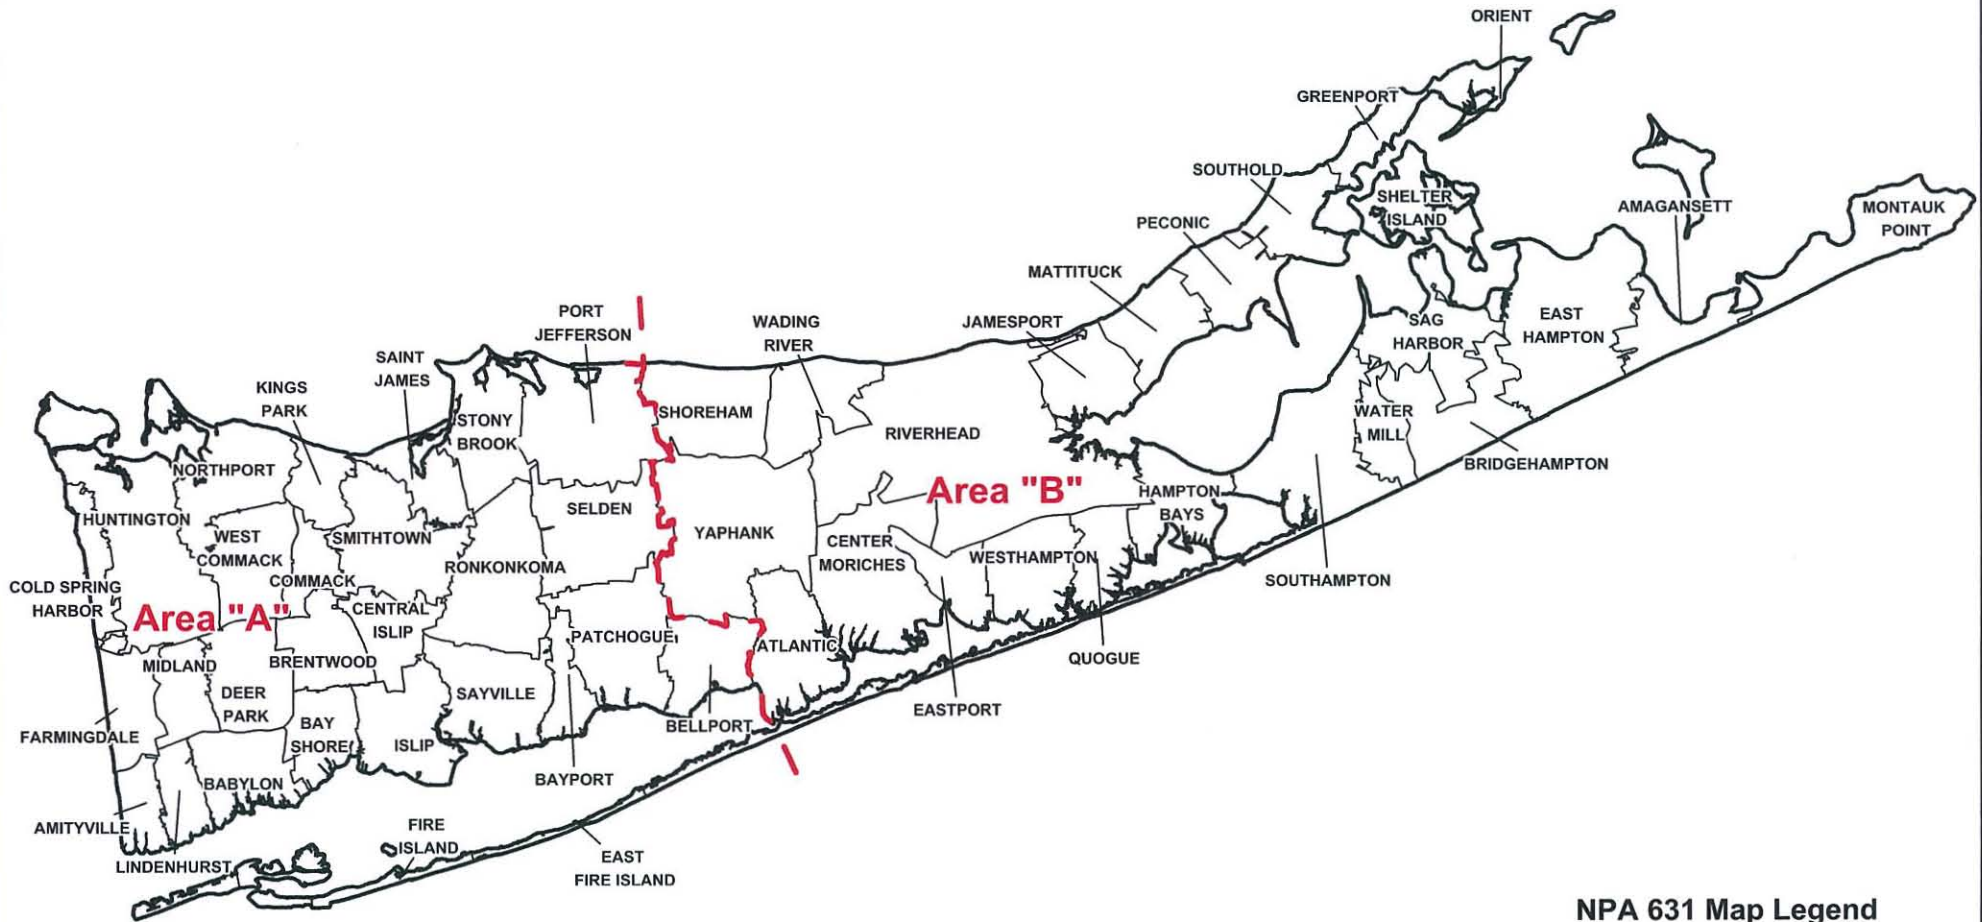 ORIENT
GREENPORT
SOUTHOLD
SHELTER
ISLAND
PECONIC
AMAGANSETT
MONTAUK
POINT
MATTITUCK
PORT
JEFFERSON
WADING
RIVER
JAMESPORT
SAG
HARBOR
EAST
HAMPTON
SAINT
JAMES
KINGS
PARK
STONY
BROOK
SHOREHAM
RIVERHEAD
WATER
MILL
BRIDGEHAMPTON
NORTHPORT
Area "B"
HAMPTON
BAYS
HUNTINGTON
SELDEN
WEST
COMMACK
SMITHTOWN
YAPHANK
CENTER
MORICHES
WESTHAMPTON
RONKONKOMA
COMMACK
SOUTHAMPTON
COLD SPRING
HARBOR
Area "A"
CENTRAL
ISLIP
PATCHOGUE
ATLANTIC
QUOGUE
MIDLAND
BRENTWOOD
DEER
PARK
SAYVILLE
EASTPORT
BAY
SHORE
BELLPORT
FARMINGDALE
ISLIP
BAYPORT
BABYLON
AMITYVILLE
FIRE
ISLAND
LINDENHURST
EAST
FIRE ISLAND
NPA 631 Map Legend